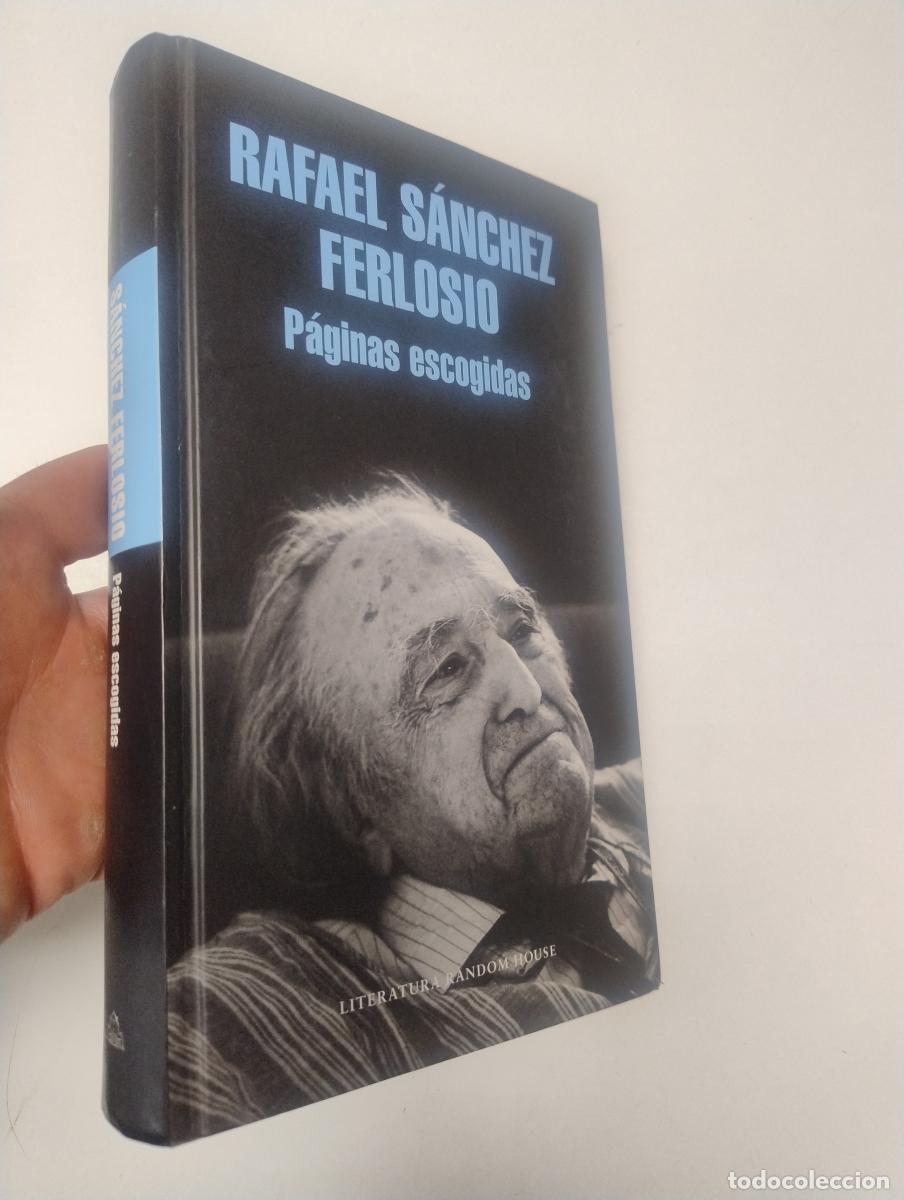 RAFAEL SÁNCHEZ
FERLOSIO
Páginas escogidas
SÁNCHEZ FERLOSIO
Páginas escogidas
LITERATURA RANDOM HOUSE
todocoleccion